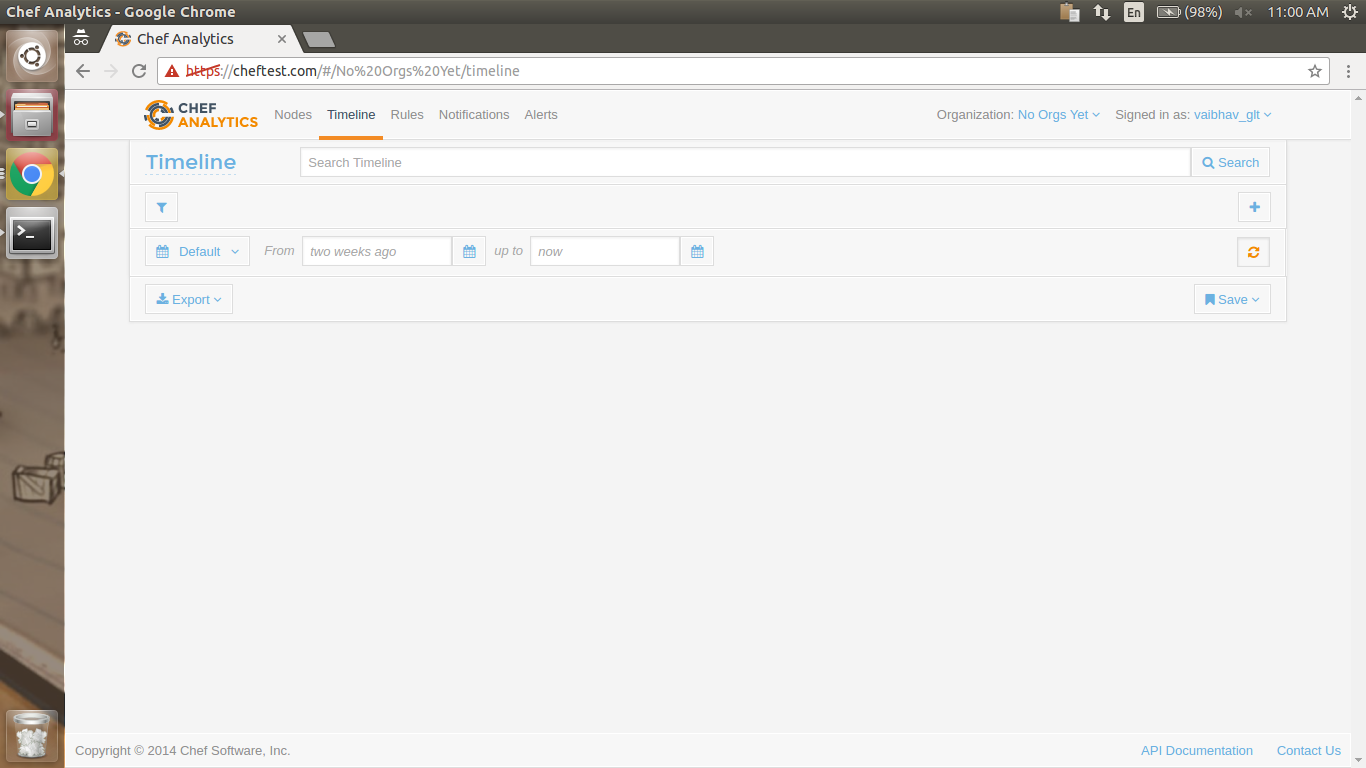 Chef Analytics - Google Chrome
En (98%) 11:00 AM
Chef Analytics
https://cheftest.com/#/No%20Orgs%20Yet/timeline
CHEF ANALYTICS Nodes Timeline Rules Notifications Alerts Organization: No Orgs Yet Signed in as: vaibhav_glt
Timeline Search Timeline Search
Default From two weeks ago up to now
Export Save
Copyright © 2014 Chef Software, Inc. API Documentation Contact Us